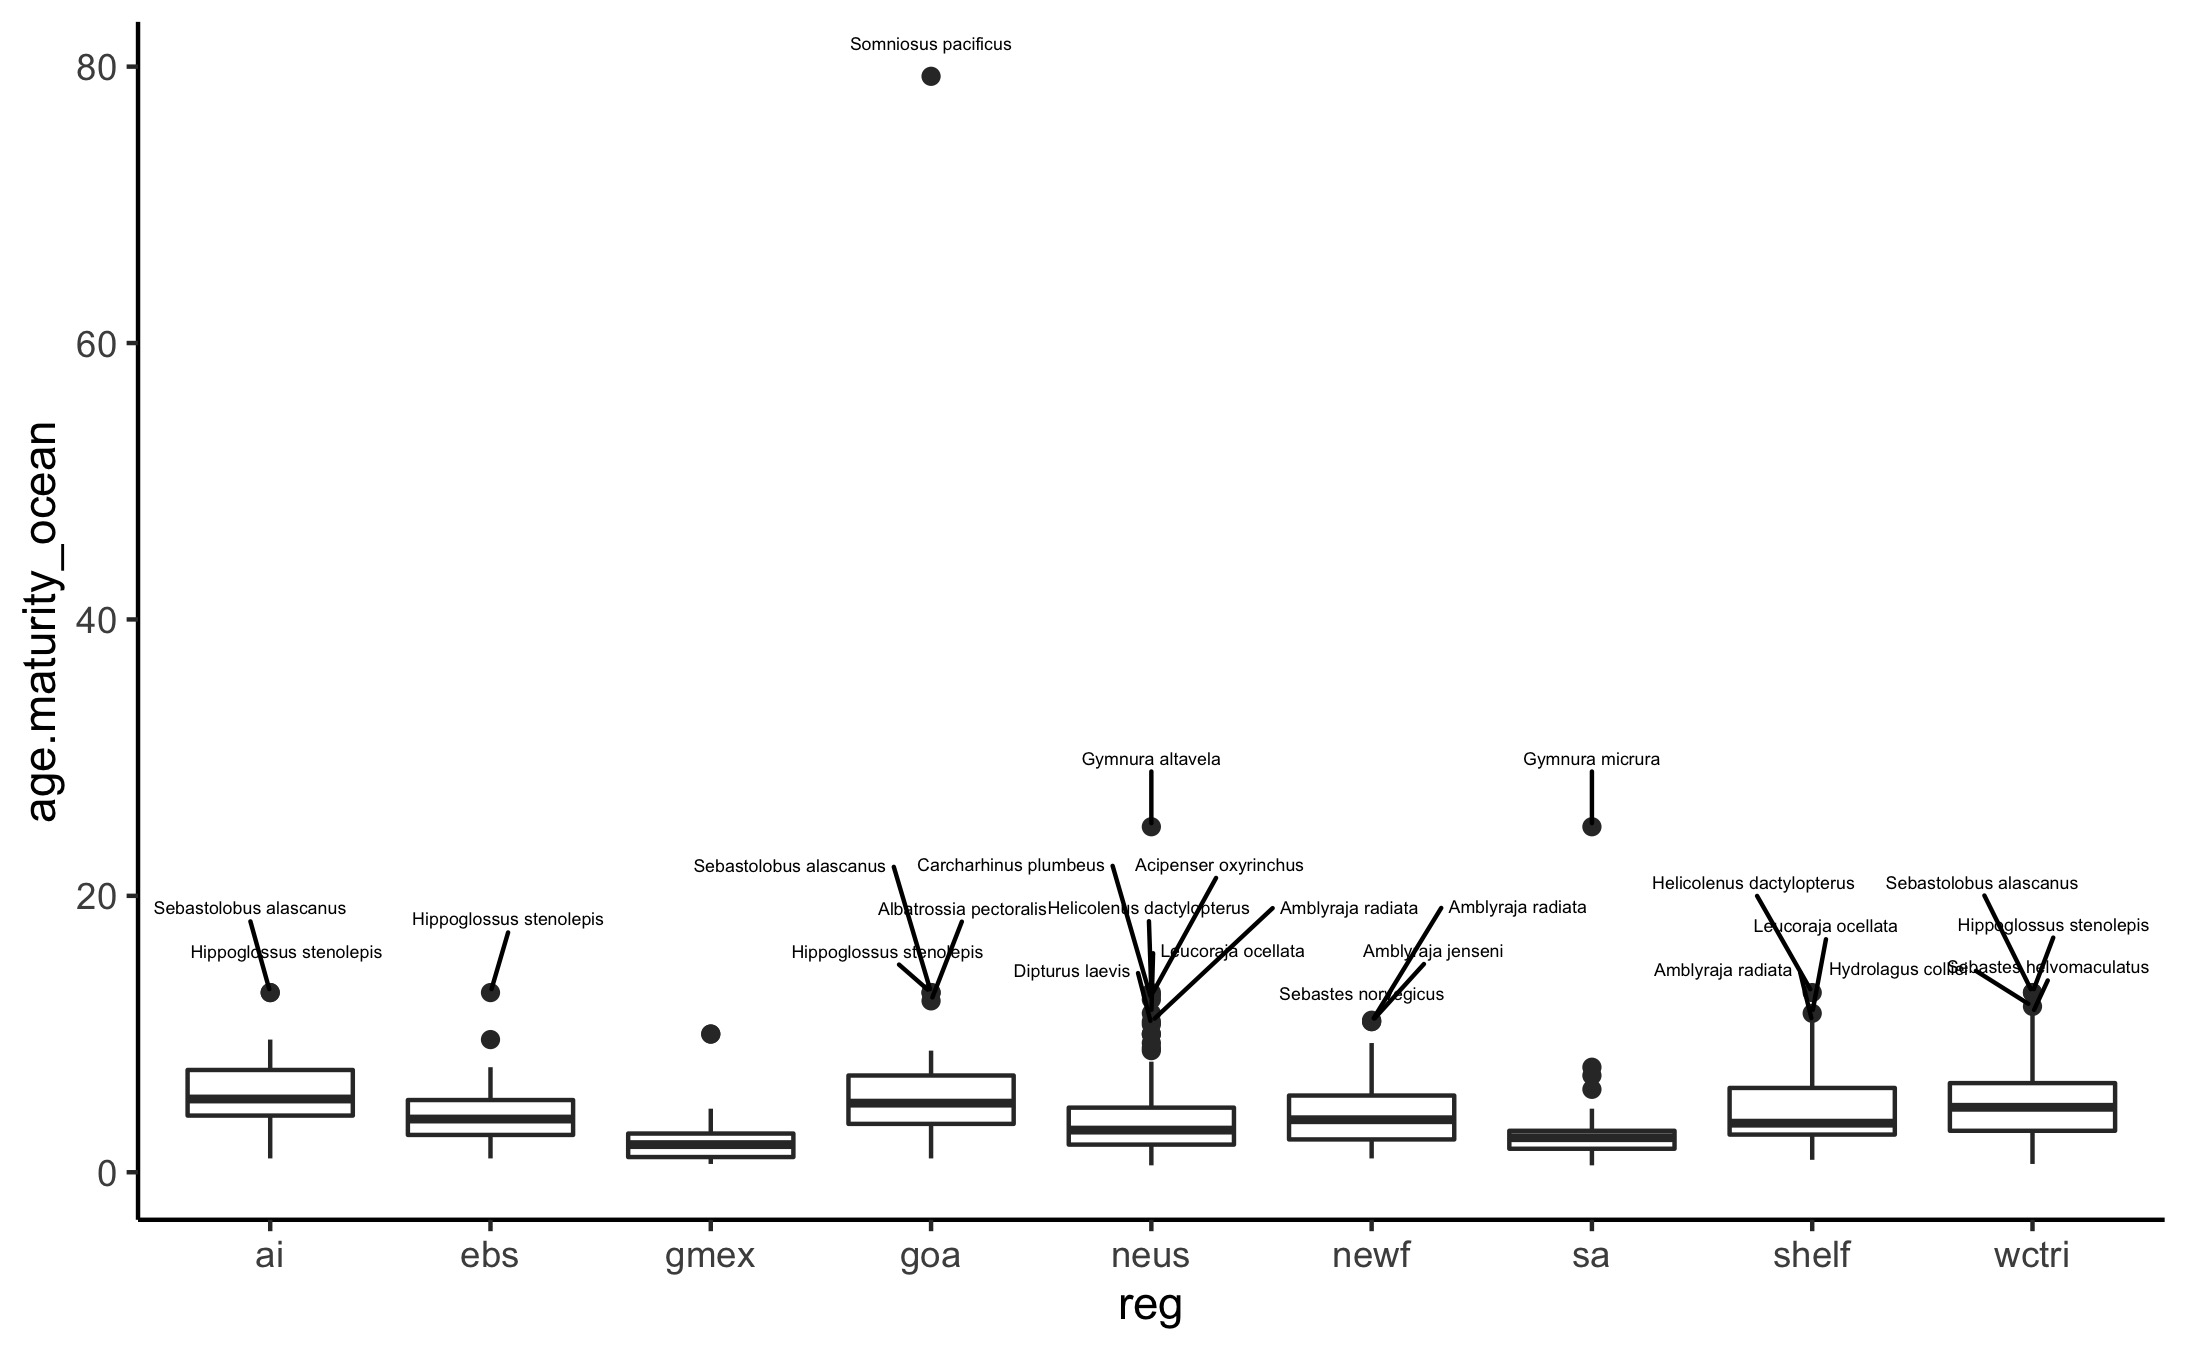 Somniosus pacificus
80
60
40
20
0
age.maturity_ocean
Gymnura altavela
Gymnura micrura
Sebastolobus alascanus
Carcharhinus plumbeus
Acipenser oxyrinchus
Helicolenus dactylopterus
Sebastolobus alascanus
Sebastolobus alascanus
Hippoglossus stenolepis
Albatrossia pectoralis
Helicolenus dactylopterus
Amblyraja radiata
Amblyraja radiata
Leucoraja ocellata
Hippoglossus stenolepis
Hippoglossus stenolepis
Hippoglossus stenolepis
Leucoraja ocellata
Amblyraja jenseni
Dipturus laevis
Amblyraja radiata
Hydrolagus colliei
Sebastes helvomaculatus
Sebastes norvegicus
ai ebs gmex goa neus newf sa shelf wctri
reg